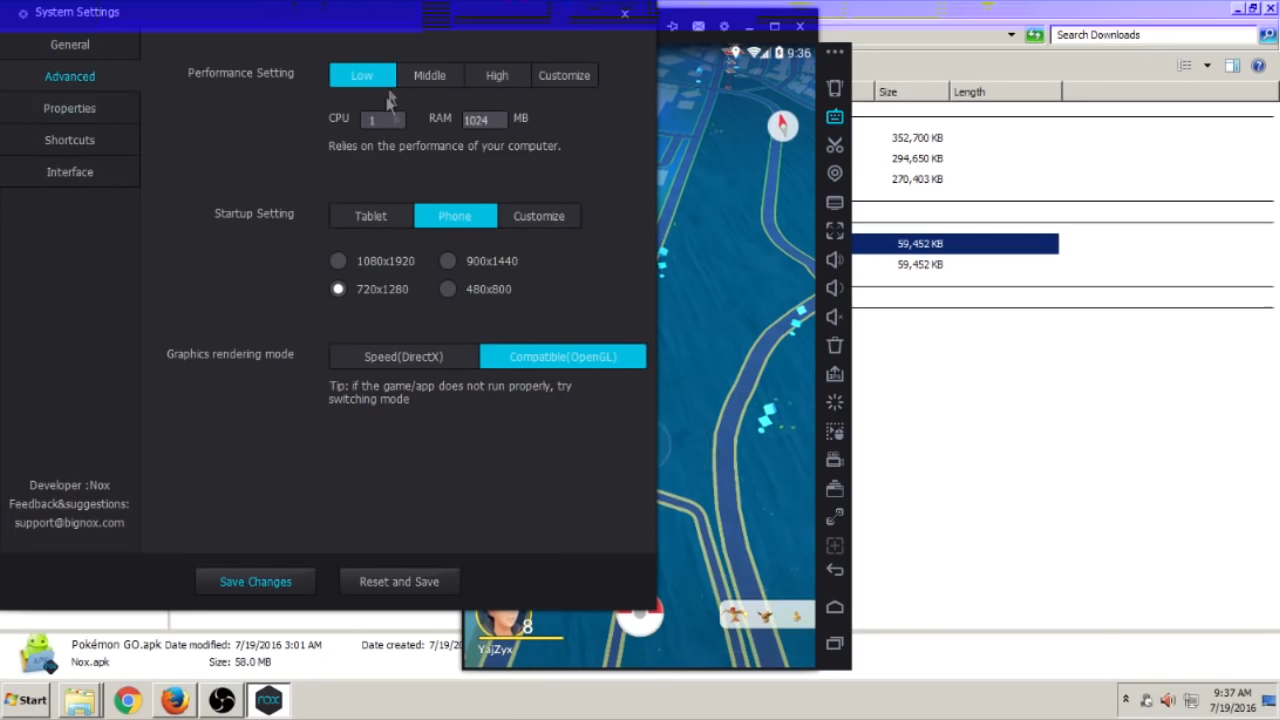 System Settings
General
Advanced
Properties
Shortcuts
Interface
Performance Setting
Low Middle High Customize
CPU 1 RAM 1024 MB
Relies on the performance of your computer.
Startup Setting
Tablet Phone Customize
1080x1920 900x1440
720x1280 480x800
Graphics rendering mode
Speed(DirectX) Compatible(OpenGL)
Tip: if the game/app does not run properly, try
switching mode
Developer :Nox
Feedback&suggestions:
support@bignox.com
Save Changes Reset and Save
9:36
8
YajZyx
Search Downloads
Size Length
352,700 KB
294,650 KB
270,403 KB
59,452 KB
59,452 KB
Pokémon GO.apk Date modified: 7/19/2016 3:01 AM Date created: 7/19/20
Nox.apk Size: 58.0 MB
Start
nox
9:37 AM
7/19/2016